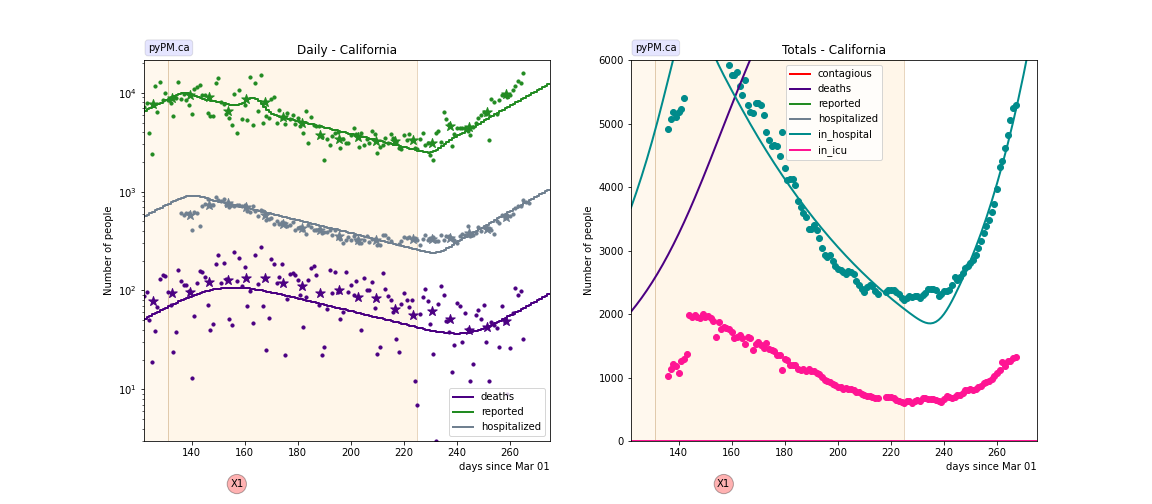 pyPM.ca
Daily - California
Number of people
10⁴
10³
10²
10¹
140 160 180 200 220 240 260
days since Mar 01
deaths
reported
hospitalized
X1
pyPM.ca
Totals - California
Number of people
6000
5000
4000
3000
2000
1000
0
140 160 180 200 220 240 260
days since Mar 01
contagious
deaths
reported
hospitalized
in_hospital
in_icu
X1